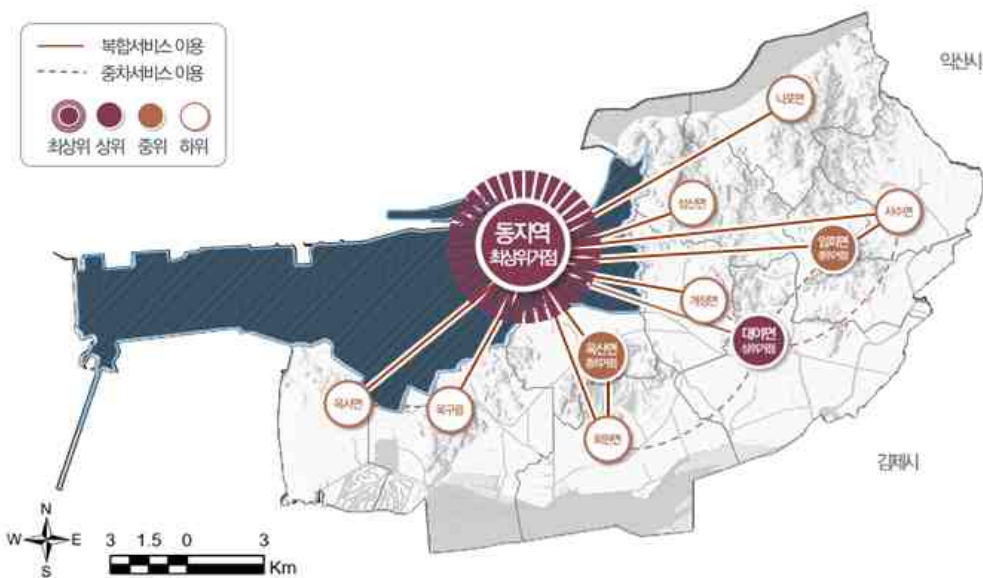 복합서비스 이용
중차서비스 이용
최상위 상위 중위 하위
익산시
나포면
성산면
서수면
동지역
최상위거점
임피면
중위거점
개정면
대야면
상위거점
옥산면
중위거점
옥서면
옥구읍
회현면
김제시
N
W E
S
3 1.5 0 3
Km